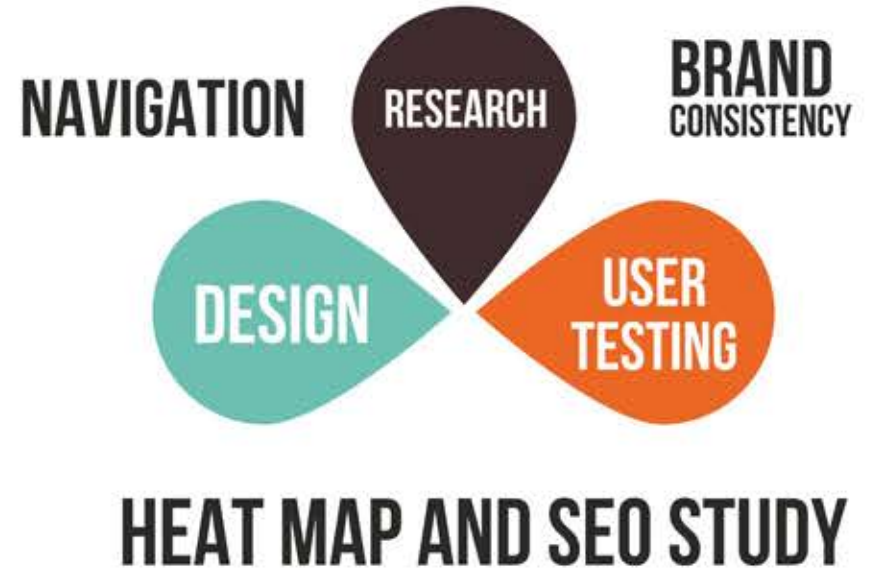 NAVIGATION
RESEARCH
BRAND
CONSISTENCY
DESIGN
USER
TESTING
HEAT MAP AND SEO STUDY